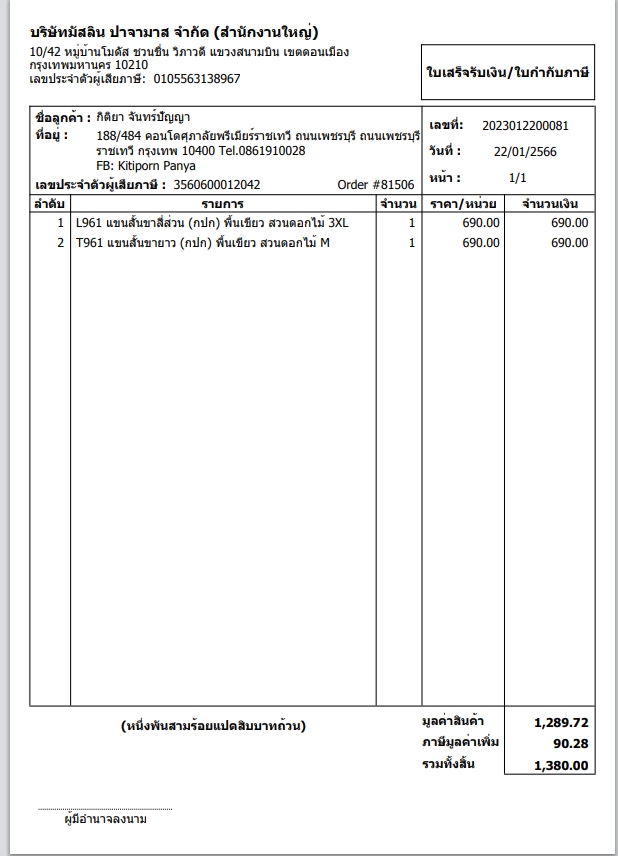 บริษัทมัสลิน ปาจามาส จำกัด (สำนักงานใหญ่)
10/42 หมู่บ้านโมดัส ชวนชื่น วิภาวดี แขวงสนามบิน เขตดอนเมือง
กรุงเทพมหานคร 10210
เลขประจำตัวผู้เสียภาษี: 0105563138967
ใบเสร็จรับเงิน/ใบกำกับภาษี
ชื่อลูกค้า : กิติยา จันทร์ปัญญา
ที่อยู่ : 188/484 คอนโดศุภาลัยพรีเมียร์ราชเทวี ถนนเพชรบุรี ถนนเพชรบุรี
ราชเทวี กรุงเทพ 10400 Tel.0861910028
FB: Kitiporn Panya
เลขประจำตัวผู้เสียภาษี : 3560600012042 Order #81506
เลขที่: 2023012200081
วันที่ : 22/01/2566
หน้า : 1/1
ลำดับ รายการ จำนวน ราคา/หน่วย จำนวนเงิน
1 L961 แขนสั้นขาสี่ส่วน (กปก) พื้นเขียว สวนดอกไม้ 3XL 1 690.00 690.00
2 T961 แขนสั้นขายาว (กปก) พื้นเขียว สวนดอกไม้ M 1 690.00 690.00
(หนึ่งพันสามร้อยแปดสิบบาทถ้วน)
มูลค่าสินค้า 1,289.72
ภาษีมูลค่าเพิ่ม 90.28
รวมทั้งสิ้น 1,380.00
ผู้มีอำนาจลงนาม